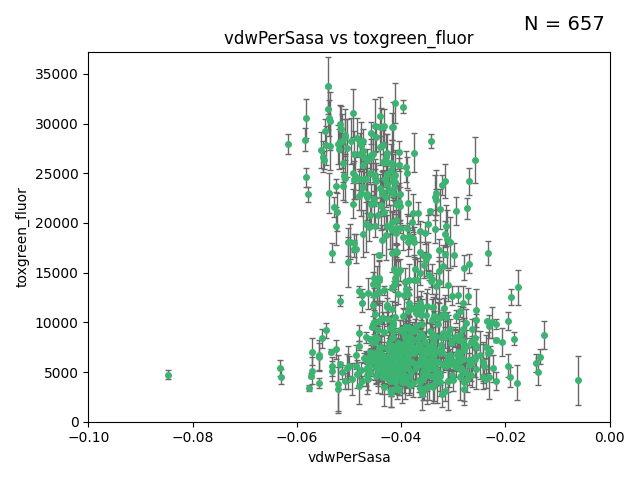 N = 657
vdwPerSasa vs toxgreen_fluor
35000
30000
25000
20000
15000
10000
5000
0
toxgreen_fluor
−0.10 −0.08 −0.06 −0.04 −0.02 0.00
vdwPerSasa